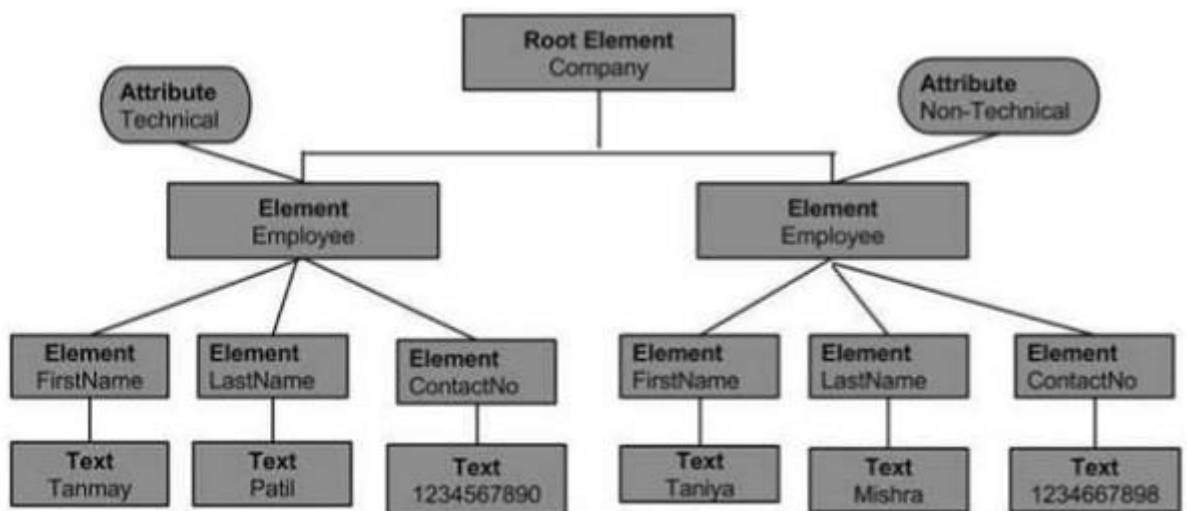 Root Element
Company
Attribute
Technical
Attribute
Non-Technical
Element
Employee
Element
Employee
Element
FirstName
Element
LastName
Element
ContactNo
Element
FirstName
Element
LastName
Element
ContactNo
Text
Tanmay
Text
Patil
Text
1234567890
Text
Taniya
Text
Mishra
Text
1234667898